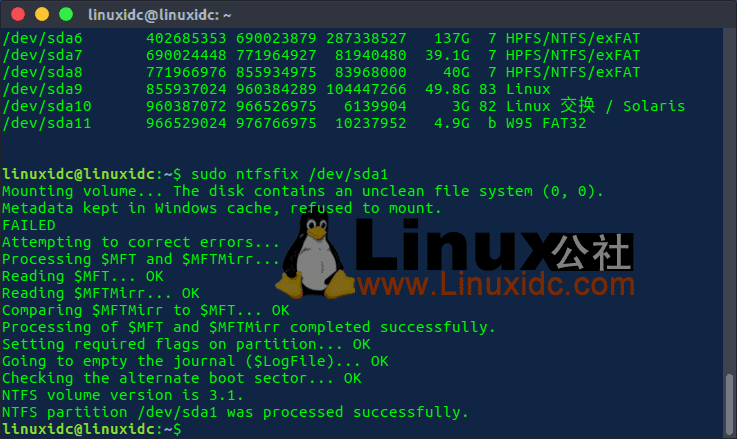 linuxidc@linuxidc: ~
/dev/sda6       402685353 690023879 287338527   137G  7 HPFS/NTFS/exFAT
/dev/sda7       690024448 771964927  81940480  39.1G  7 HPFS/NTFS/exFAT
/dev/sda8       771966976 855934975  83968000    40G  7 HPFS/NTFS/exFAT
/dev/sda9       855937024 960384289 104447266  49.8G 83 Linux
/dev/sda10      960387072 966526975   6139904     3G 82 Linux 交换 / Solaris
/dev/sda11      966529024 976766975  10237952   4.9G  b W95 FAT32
linuxidc@linuxidc:~$ sudo ntfsfix /dev/sda1
Mounting volume... The disk contains an unclean file system (0, 0).
Metadata kept in Windows cache, refused to mount.
FAILED
Attempting to correct errors...
Processing $MFT and $MFTMirr...
Reading $MFT... OK
Reading $MFTMirr... OK
Comparing $MFTMirr to $MFT... OK
Processing of $MFT and $MFTMirr completed successfully.
Setting required flags on partition... OK
Going to empty the journal ($LogFile)... OK
Checking the alternate boot sector... OK
NTFS volume version is 3.1.
NTFS partition /dev/sda1 was processed successfully.
linuxidc@linuxidc:~$
Linux公社
www.Linuxidc.com